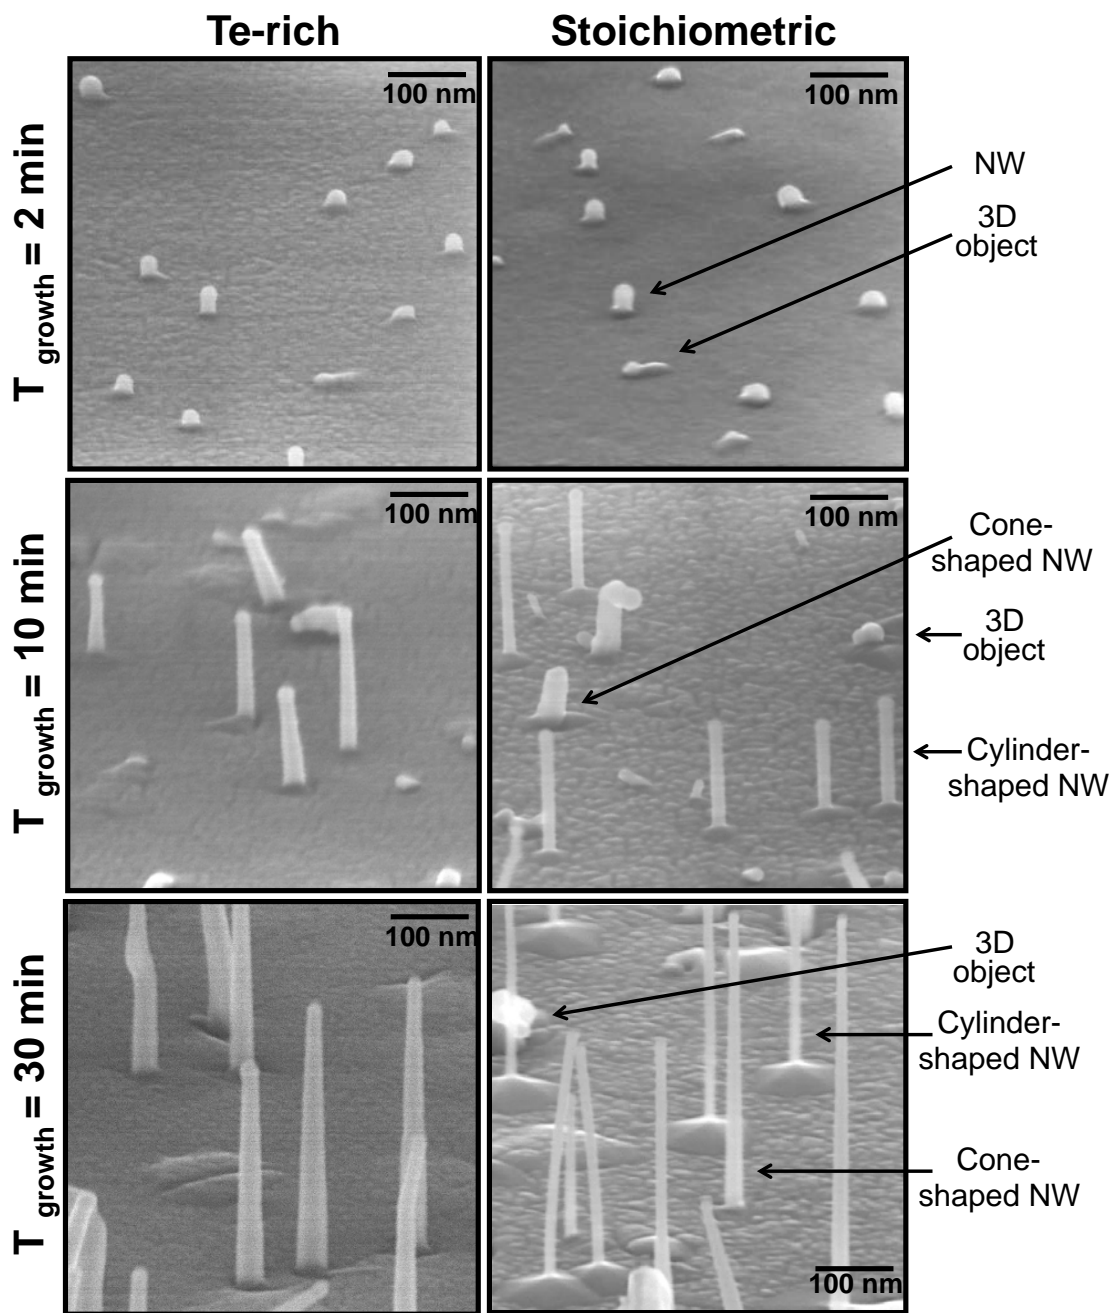 Te-rich
Stoichiometric
T growth = 2 min
100 nm
100 nm
NW
3D
object
T growth = 10 min
100 nm
100 nm
Cone-
shaped NW
3D
object
Cylinder-
shaped NW
T growth = 30 min
100 nm
3D
object
Cylinder-
shaped NW
Cone-
shaped NW
100 nm